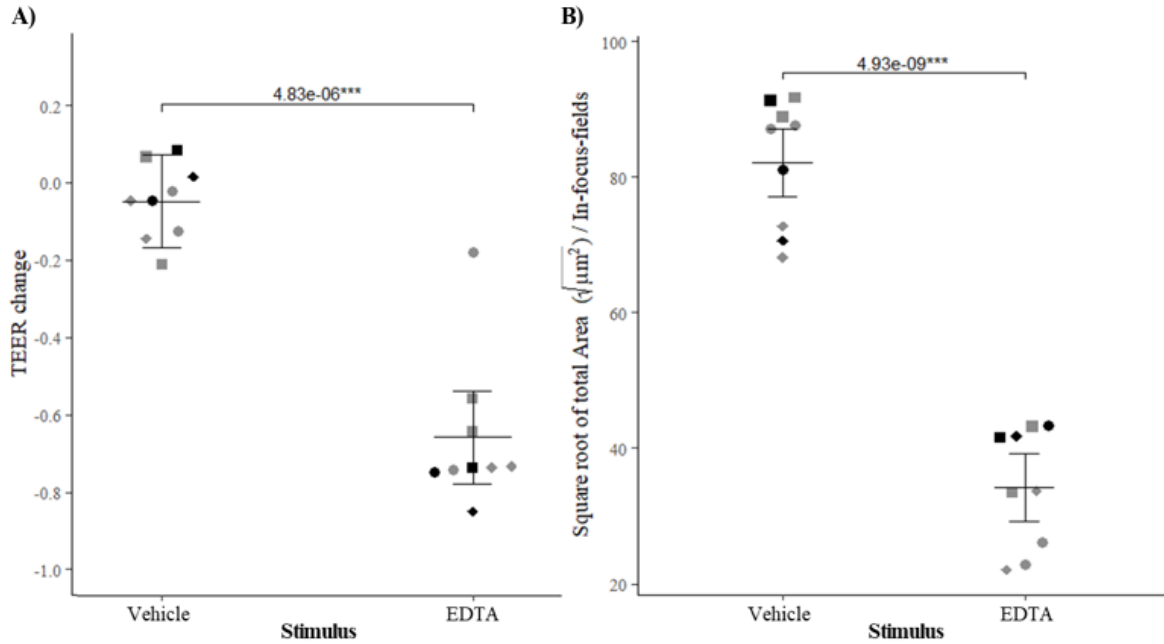 A)
TEER change
0.2
0.0
-0.2
-0.4
-0.6
-0.8
-1.0
4.83e-06***
Vehicle EDTA
Stimulus
B)
Square root of total Area (√μm²) / In-focus-fields
100
80
60
40
20
4.93e-09***
Vehicle EDTA
Stimulus